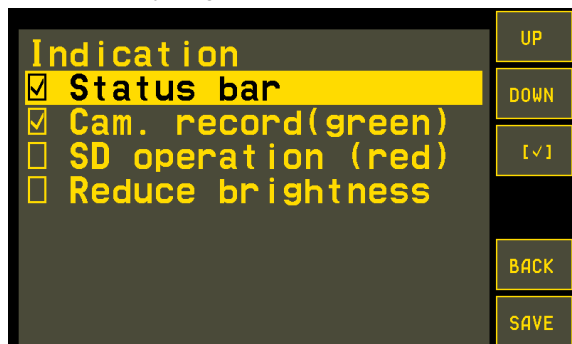 Indication
☑ Status bar
☑ Cam. record(green)
☐ SD operation (red)
☐ Reduce brightness
UP
DOWN
[✓]
BACK
SAVE